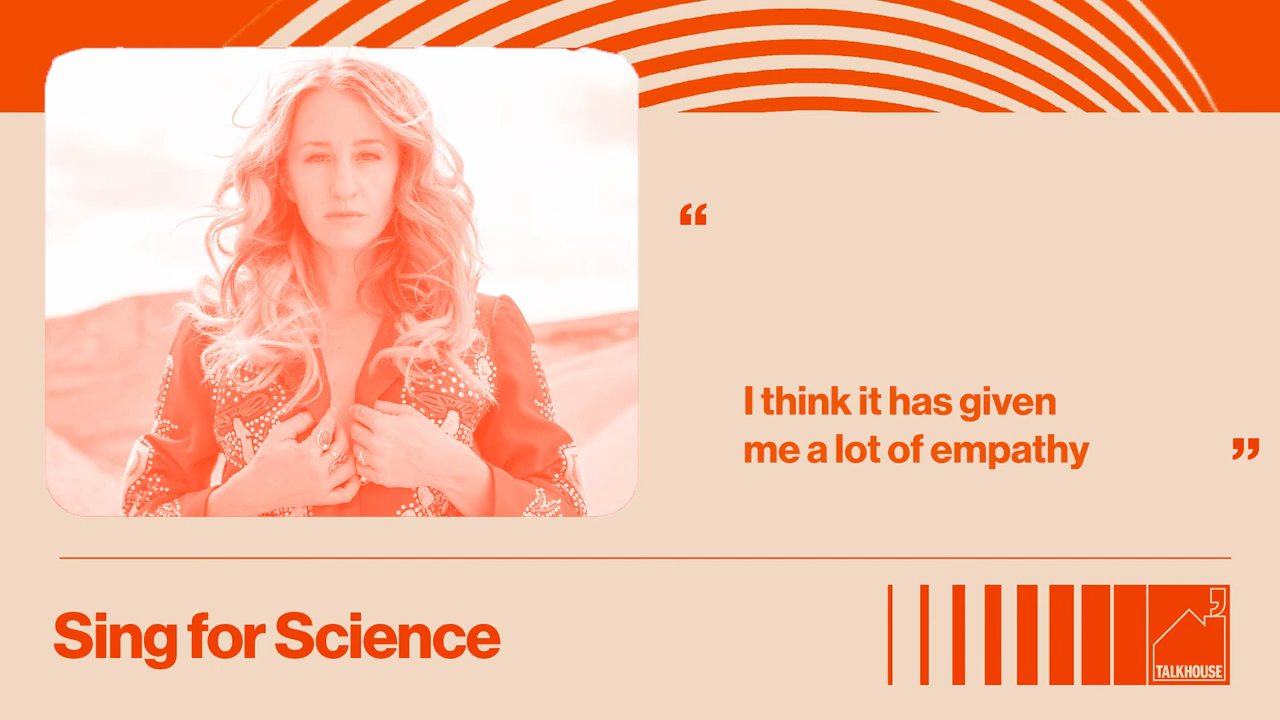 “
I think it has given
me a lot of empathy ”
Sing for Science
TALKHOUSE